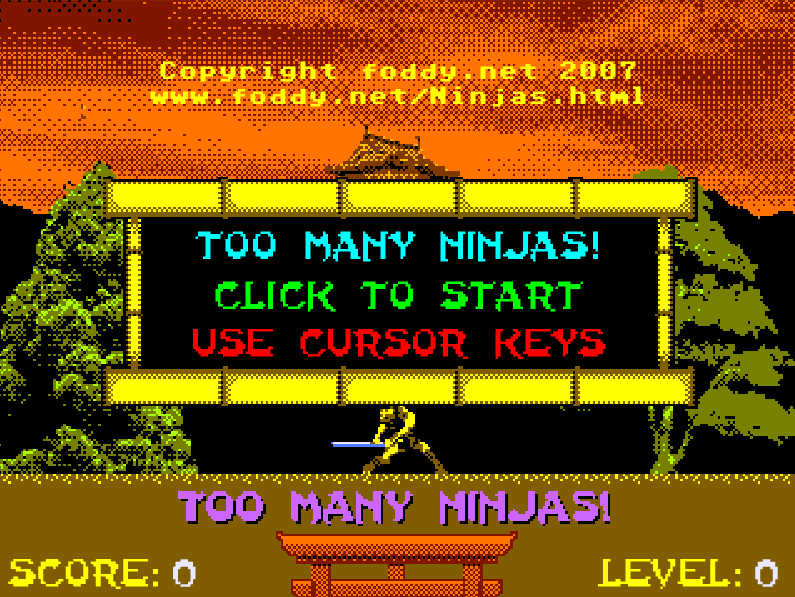 Copyright foddy.net 2007
www.foddy.net/Ninjas.html
TOO MANY NINJAS!
CLICK TO START
USE CURSOR KEYS
TOO MANY NINJAS!
SCORE: 0
LEVEL: 0